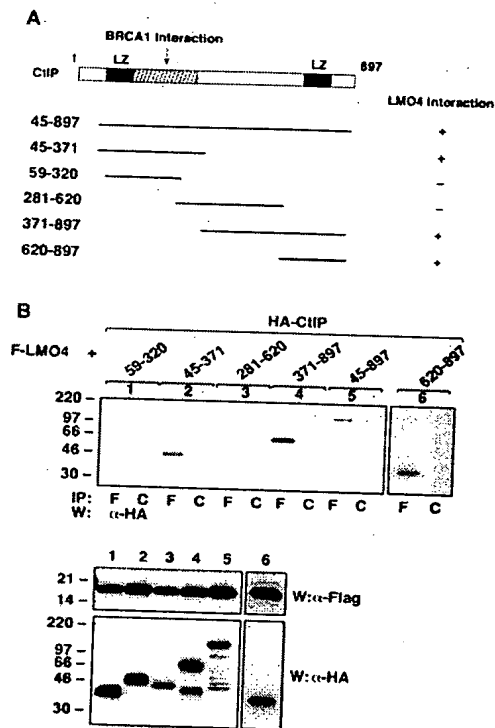 A
BRCA1 Interaction
1 LZ LZ 897
CtIP
LMO4 Interaction
45-897 +
45-371 +
59-320 −
281-620 −
371-897 +
620-897 +
B
HA-CtIP
F-LMO4 + 59-320 45-371 281-620 371-897 45-897 620-897
1 2 3 4 5 6
220
97
66
46
30
IP: F C F C F C F C F C F C
W: α-HA
1 2 3 4 5 6
21
14
W:α-Flag
220
97
66
46
30
W:α-HA